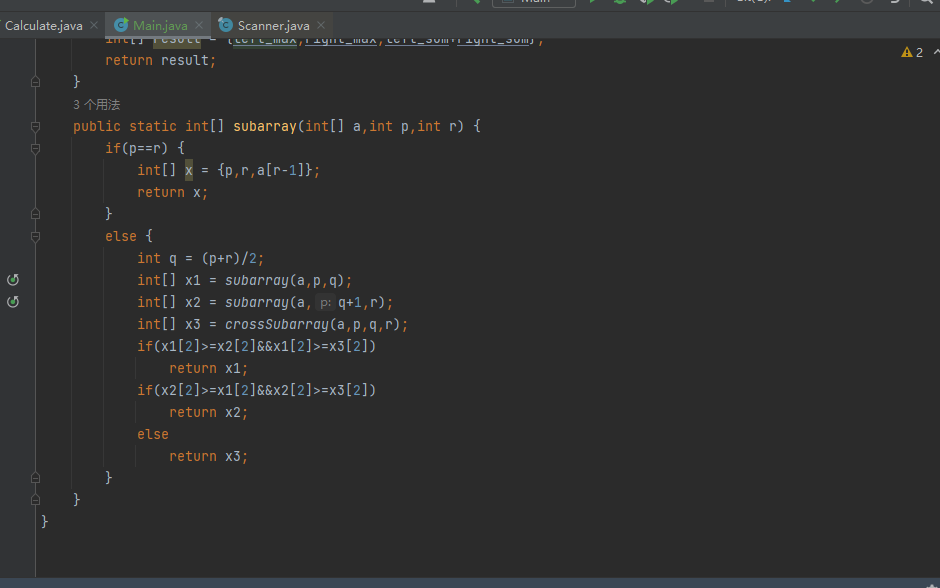 Main
Calculate.java Main.java Scanner.java
int[] result = {left_max,right_max,left_sum+right_sum};
return result;
2
}
3 个用法
public static int[] subarray(int[] a,int p,int r) {
if(p==r) {
int[] x = {p,r,a[r-1]};
return x;
}
else {
int q = (p+r)/2;
int[] x1 = subarray(a,p,q);
int[] x2 = subarray(a, p: q+1,r);
int[] x3 = crossSubarray(a,p,q,r);
if(x1[2]>=x2[2]&&x1[2]>=x3[2])
return x1;
if(x2[2]>=x1[2]&&x2[2]>=x3[2])
return x2;
else
return x3;
}
}
}